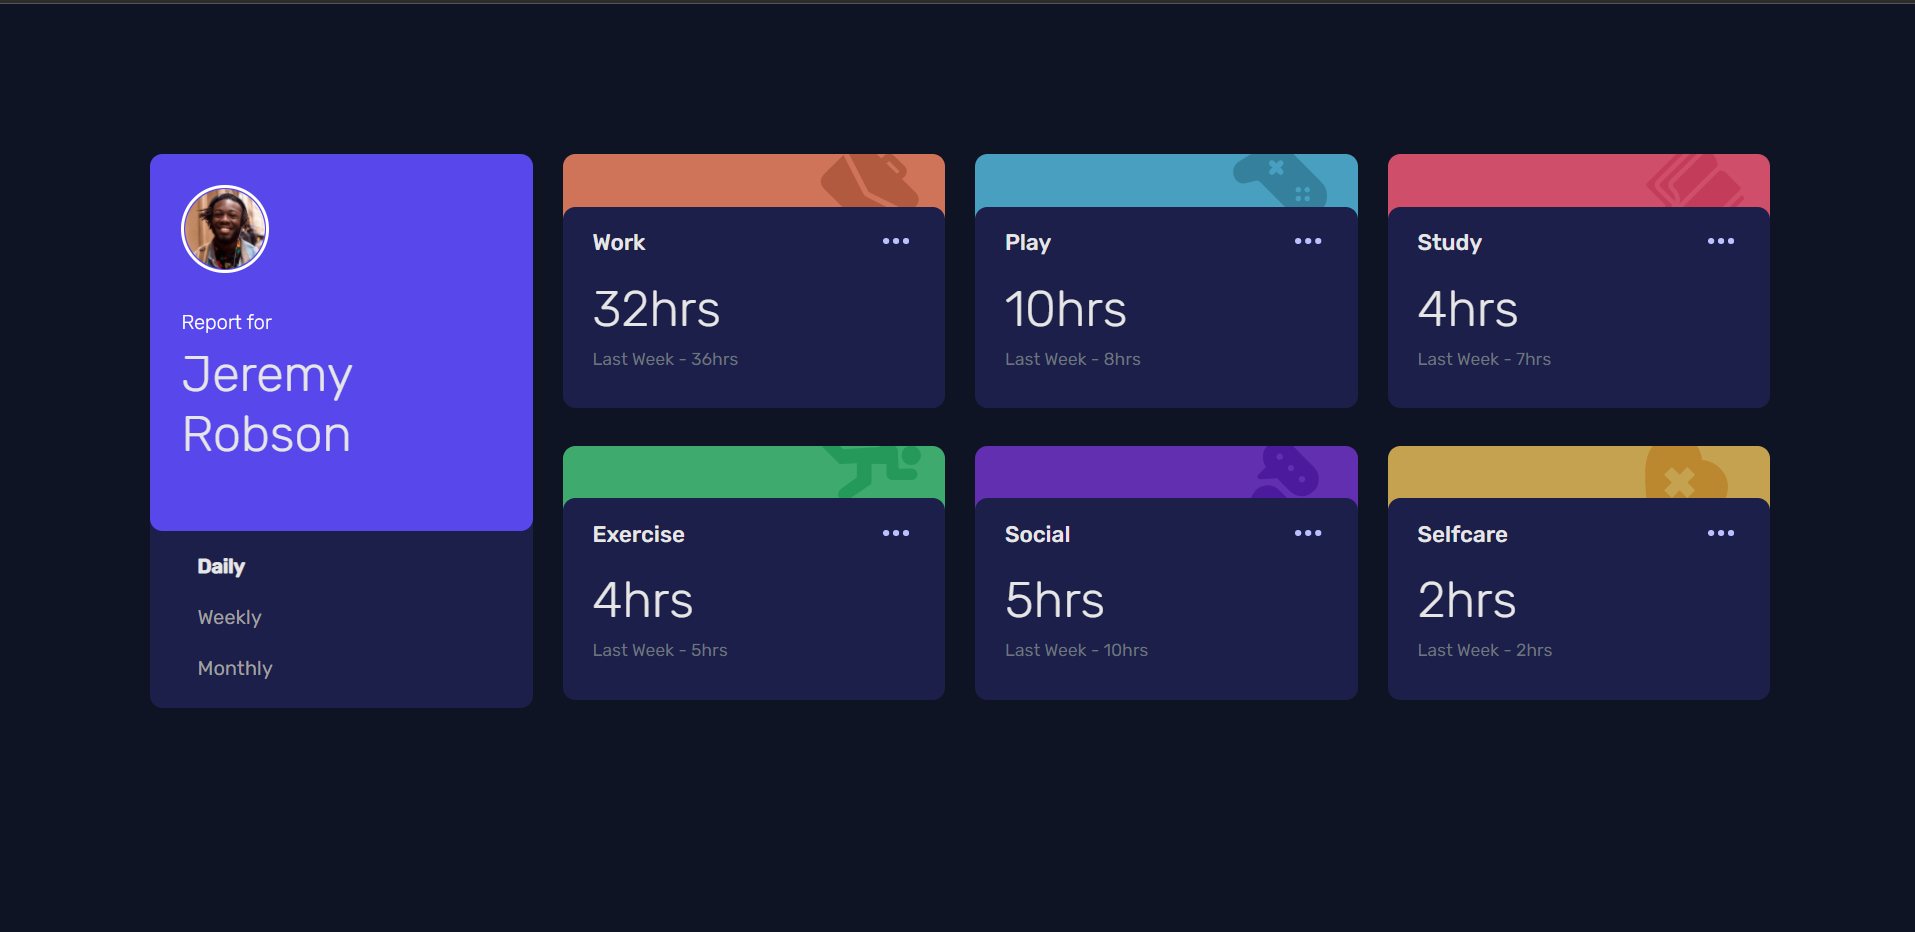 Report for
Jeremy
Robson
Daily
Weekly
Monthly
Work
32hrs
Last Week - 36hrs
Play
10hrs
Last Week - 8hrs
Study
4hrs
Last Week - 7hrs
Exercise
4hrs
Last Week - 5hrs
Social
5hrs
Last Week - 10hrs
Selfcare
2hrs
Last Week - 2hrs